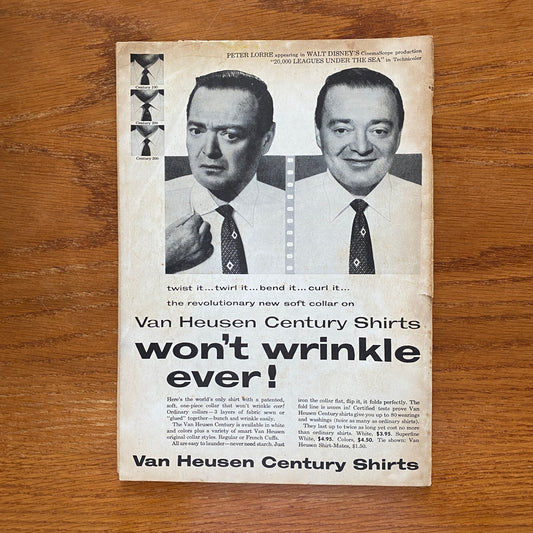 PETER LORRE appearing in WALT DISNEY'S CinemaScope production
"20,000 LEAGUES UNDER THE SEA" in Technicolor
Century 100
Century 200
Century 300
twist it...twirl it...bend it...curl it...
the revolutionary new soft collar on
Van Heusen Century Shirts
won't wrinkle
ever!
Here's the world's only shirt with a patented,
soft, one-piece collar that won't wrinkle ever!
Ordinary collars—3 layers of fabric sewn or
"glued" together—bunch and wrinkle easily.
The Van Heusen Century is available in white
and colors plus a variety of smart Van Heusen
original collar styles. Regular or French Cuffs.
All are easy to launder—never need starch. Just
iron the collar flat, flip it, it folds perfectly. The
fold line is woven in! Certified tests prove Van
Heusen Century shirts give you up to 80 wearings
and washings (twice as many as ordinary shirts).
They last up to twice as long yet cost no more
than ordinary shirts. White, $3.95. Superfine
White, $4.95. Colors, $4.50. Tie shown: Van
Heusen Shirt-Mates, $1.50.
Van Heusen Century Shirts